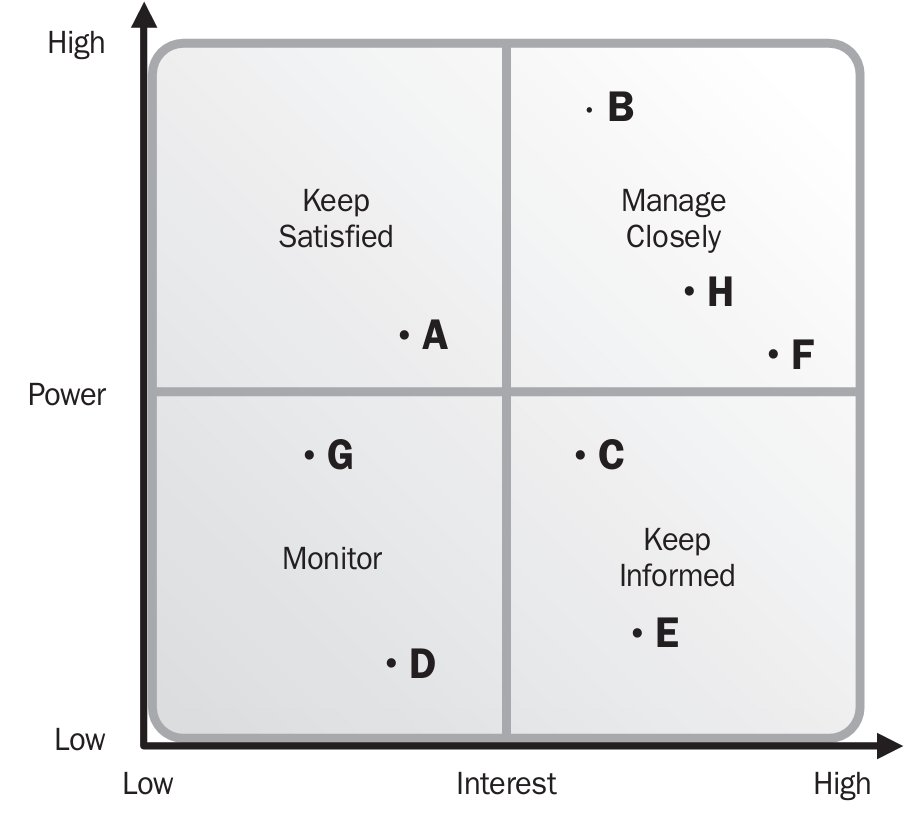 High
B
Keep
Satisfied
Manage
Closely
H
A
F
Power
G
C
Keep
Informed
Monitor
E
D
Low
Low
Interest
High